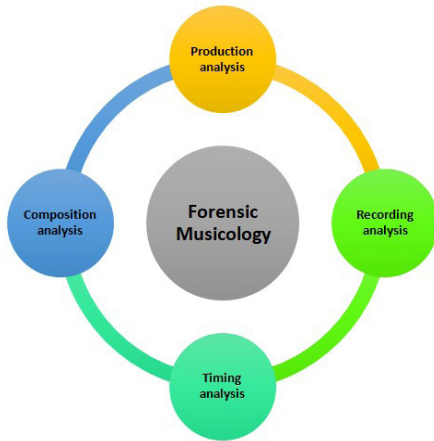 Production
analysis
Composition
analysis
Forensic
Musicology
Recording
analysis
Timing
analysis